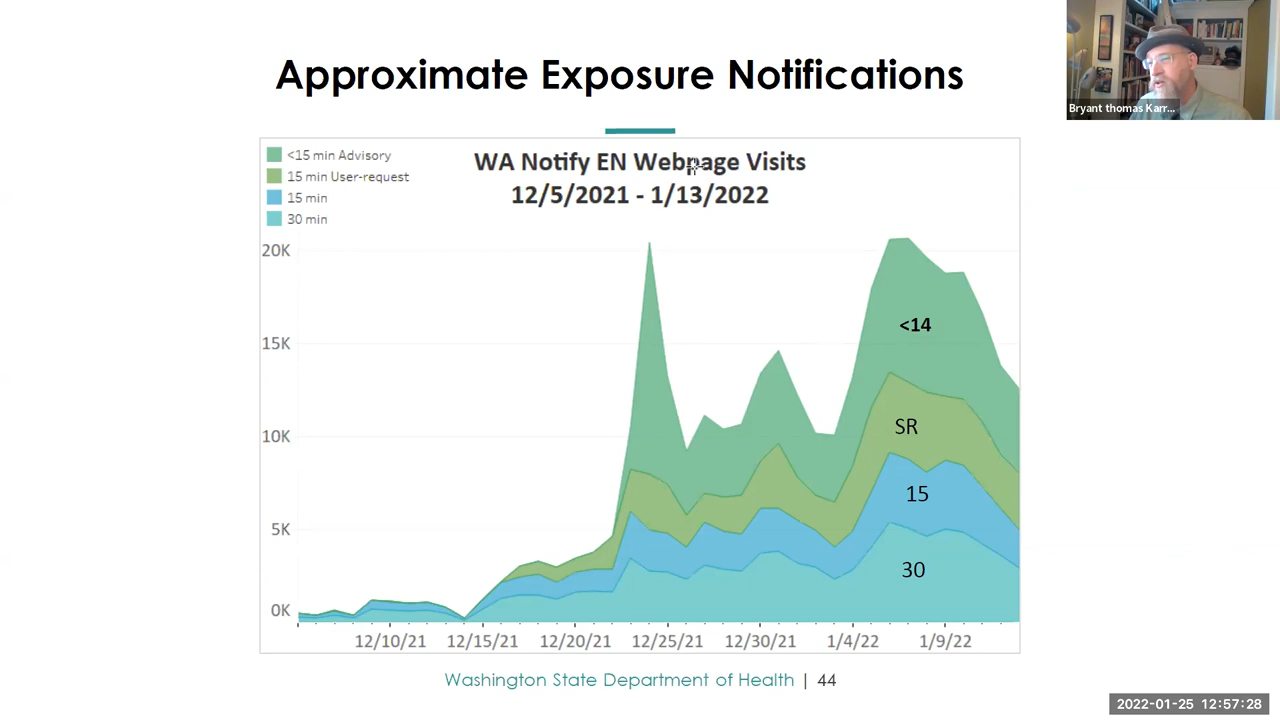 Approximate Exposure Notifications
Bryant thomas Karr...
<15 min Advisory
15 min User-request
15 min
30 min
WA Notify EN Webpage Visits
12/5/2021 - 1/13/2022
20K
15K
10K
5K
0K
<14
SR
15
30
12/10/21 12/15/21 12/20/21 12/25/21 12/30/21 1/4/22 1/9/22
Washington State Department of Health | 44
2022-01-25 12:57:28